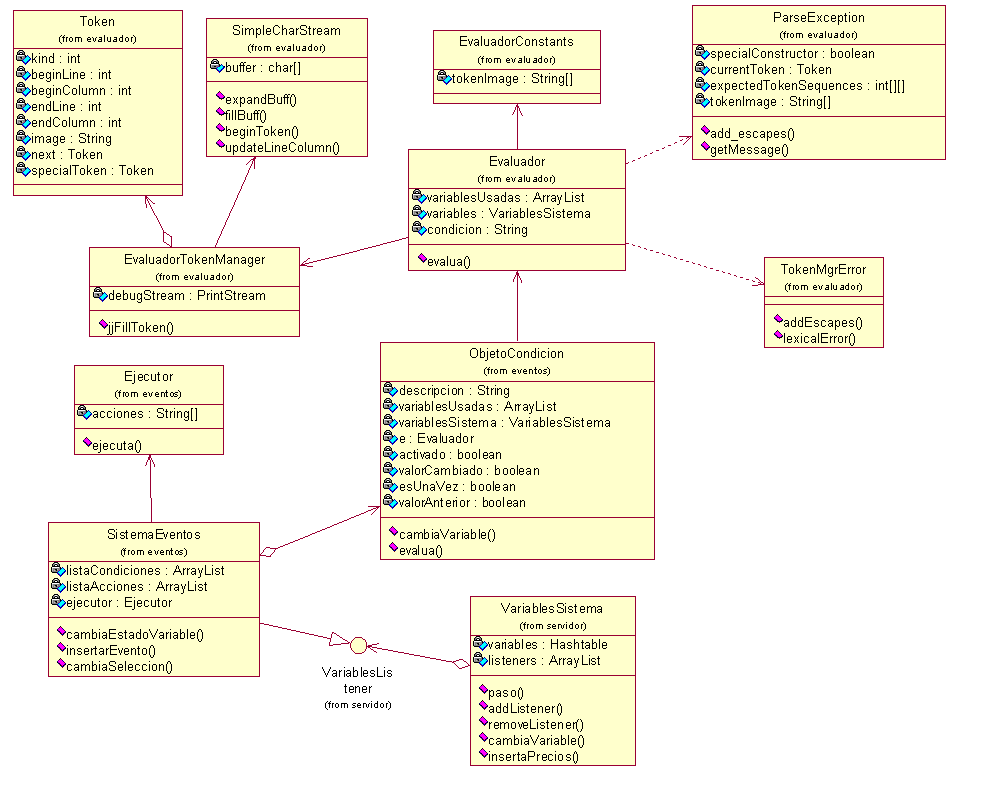 Token
(from evaluador)
kind : int
beginLine : int
beginColumn : int
endLine : int
endColumn : int
image : String
next : Token
specialToken : Token
SimpleCharStream
(from evaluador)
buffer : char[]
expandBuff()
fillBuff()
beginToken()
updateLineColumn()
EvaluadorConstants
(from evaluador)
tokenImage : String[]
ParseException
(from evaluador)
specialConstructor : boolean
currentToken : Token
expectedTokenSequences : int[][]
tokenImage : String[]
add_escapes()
getMessage()
Evaluador
(from evaluador)
variablesUsadas : ArrayList
variables : VariablesSistema
condicion : String
evalua()
EvaluadorTokenManager
(from evaluador)
debugStream : PrintStream
jjFillToken()
TokenMgrError
(from evaluador)
addEscapes()
lexicalError()
ObjetoCondicion
(from eventos)
descripcion : String
variablesUsadas : ArrayList
variablesSistema : VariablesSistema
e : Evaluador
activado : boolean
valorCambiado : boolean
esUnaVez : boolean
valorAnterior : boolean
cambiaVariable()
evalua()
Ejecutor
(from eventos)
acciones : String[]
ejecuta()
SistemaEventos
(from eventos)
listaCondiciones : ArrayList
listaAcciones : ArrayList
ejecutor : Ejecutor
cambiaEstadoVariable()
insertarEvento()
cambiaSeleccion()
VariablesLis
tener
(from servidor)
VariablesSistema
(from servidor)
variables : Hashtable
listeners : ArrayList
paso()
addListener()
removeListener()
cambiaVariable()
insertaPrecios()